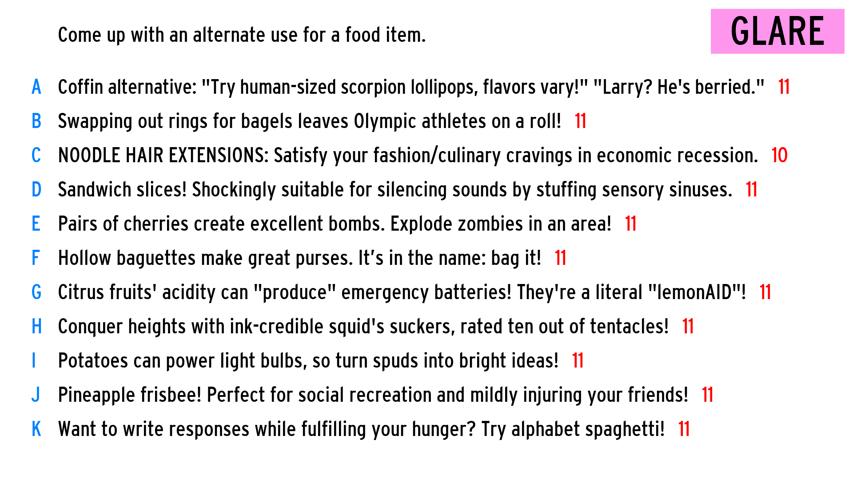 Come up with an alternate use for a food item.
GLARE
A Coffin alternative: "Try human-sized scorpion lollipops, flavors vary!" "Larry? He's berried." 11
B Swapping out rings for bagels leaves Olympic athletes on a roll! 11
C NOODLE HAIR EXTENSIONS: Satisfy your fashion/culinary cravings in economic recession. 10
D Sandwich slices! Shockingly suitable for silencing sounds by stuffing sensory sinuses. 11
E Pairs of cherries create excellent bombs. Explode zombies in an area! 11
F Hollow baguettes make great purses. It’s in the name: bag it! 11
G Citrus fruits' acidity can "produce" emergency batteries! They're a literal "lemonAID"! 11
H Conquer heights with ink-credible squid's suckers, rated ten out of tentacles! 11
I Potatoes can power light bulbs, so turn spuds into bright ideas! 11
J Pineapple frisbee! Perfect for social recreation and mildly injuring your friends! 11
K Want to write responses while fulfilling your hunger? Try alphabet spaghetti! 11